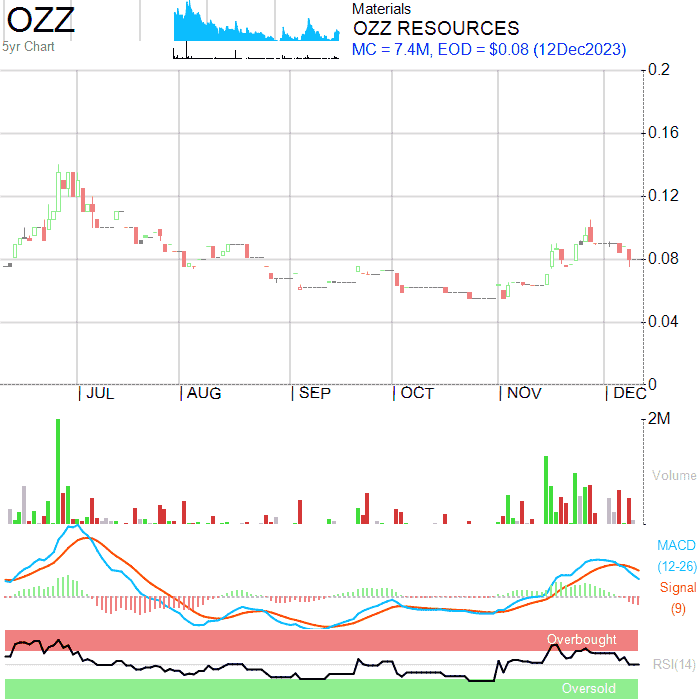 OZZ
5yr Chart
Materials
OZZ RESOURCES
MC = 7.4M, EOD = $0.08 (12Dec2023)
0.2
0.16
0.12
0.08
0.04
0
JUL
AUG
SEP
OCT
NOV
DEC
2M
Volume
MACD
(12-26)
Signal
(9)
Overbought
RSI(14)
Oversold